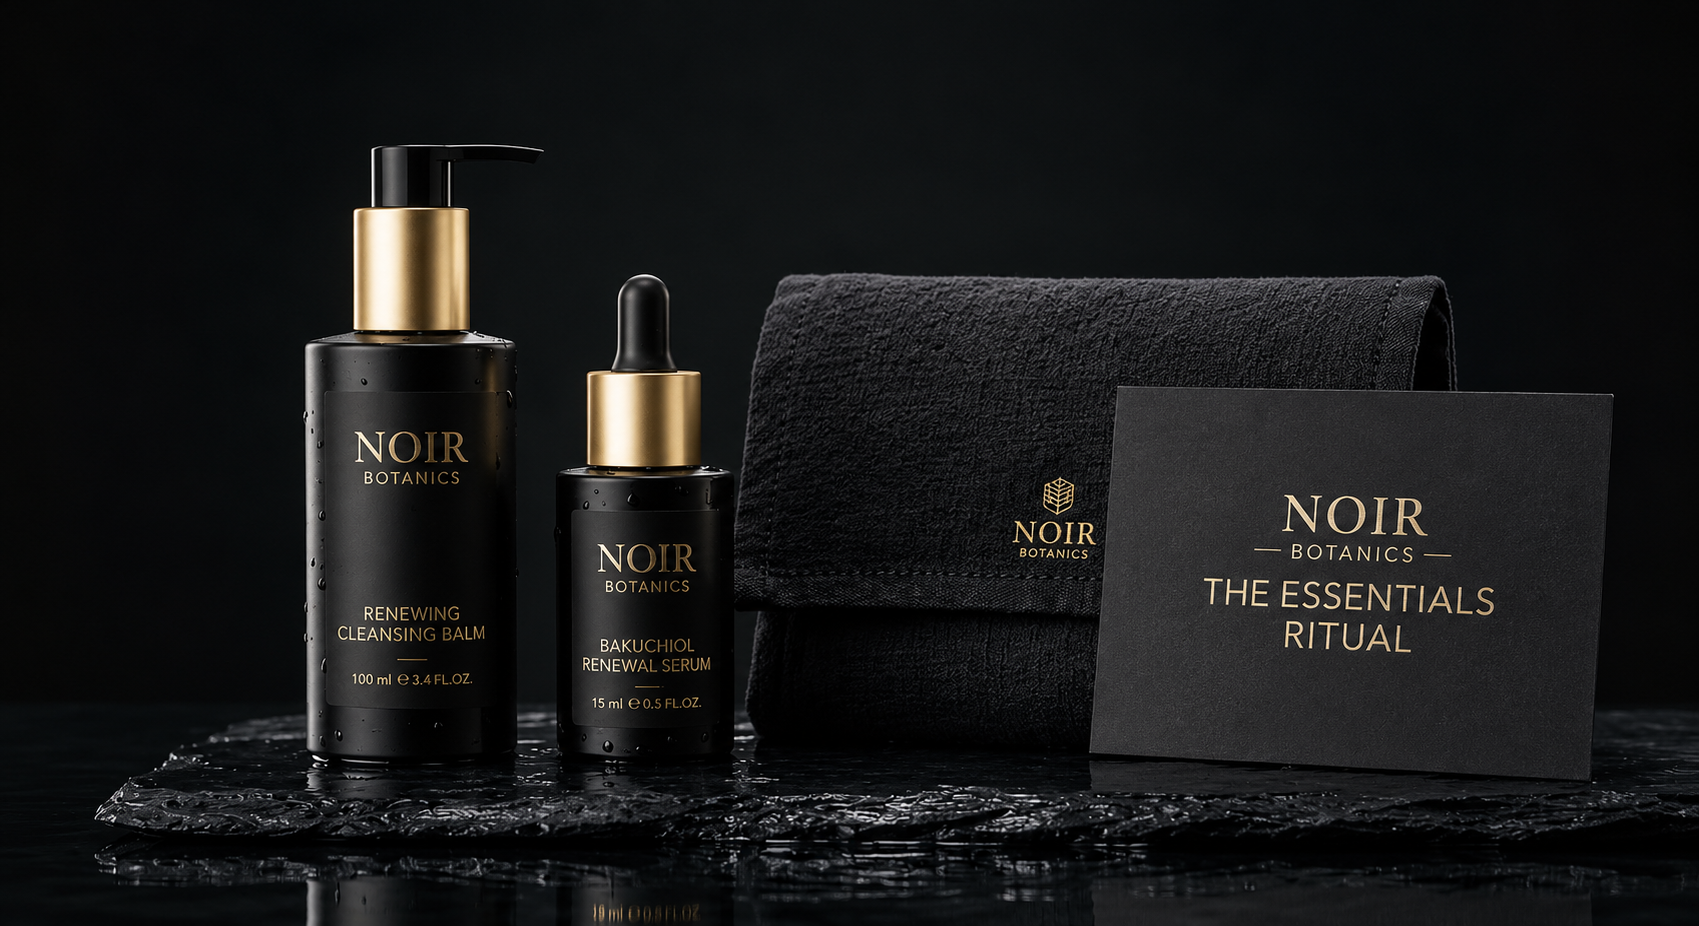 NOIR
BOTANICS
RENEWING
CLEANSING BALM
100 ml ℮ 3.4 FL.OZ.
NOIR
BOTANICS
BAKUCHIOL
RENEWAL SERUM
15 ml ℮ 0.5 FL.OZ.
NOIR
BOTANICS
NOIR
BOTANICS
THE ESSENTIALS
RITUAL